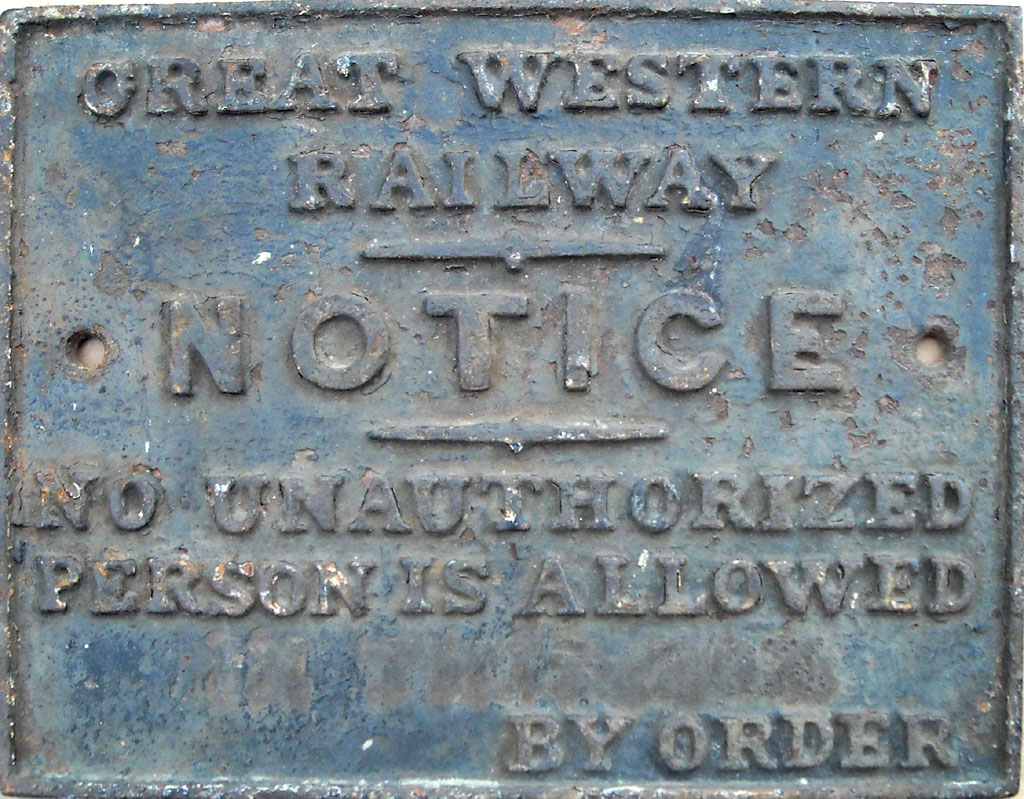 GREAT WESTERN
RAILWAY
NOTICE
NO UNAUTHORIZED
PERSON IS ALLOWED
BY ORDER